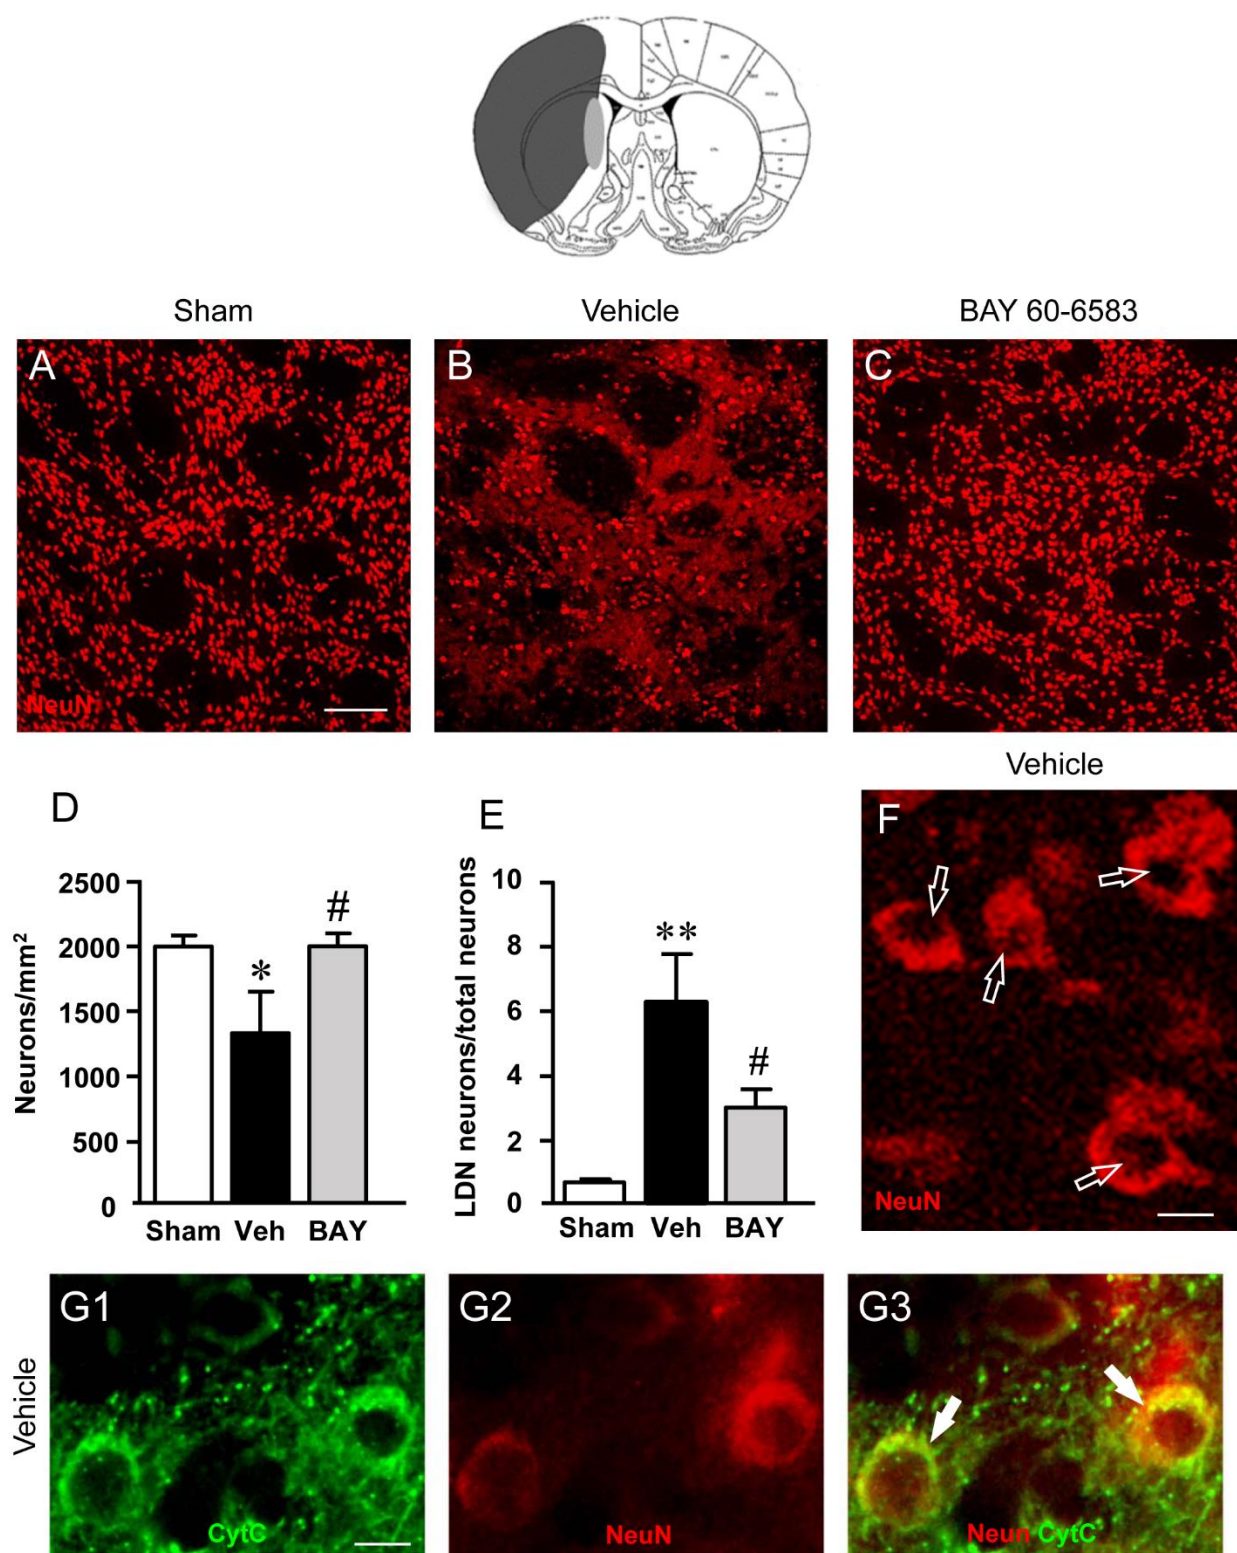 Sham
Vehicle
BAY 60-6583
A
B
C
NeuN
Vehicle
D
E
F
Neurons/mm²
2500
2000
1500
1000
500
0
*
#
Sham Veh BAY
LDN neurons/total neurons
10
8
6
4
2
0
**
#
Sham Veh BAY
NeuN
Vehicle
G1
G2
G3
CytC
NeuN
Neun CytC